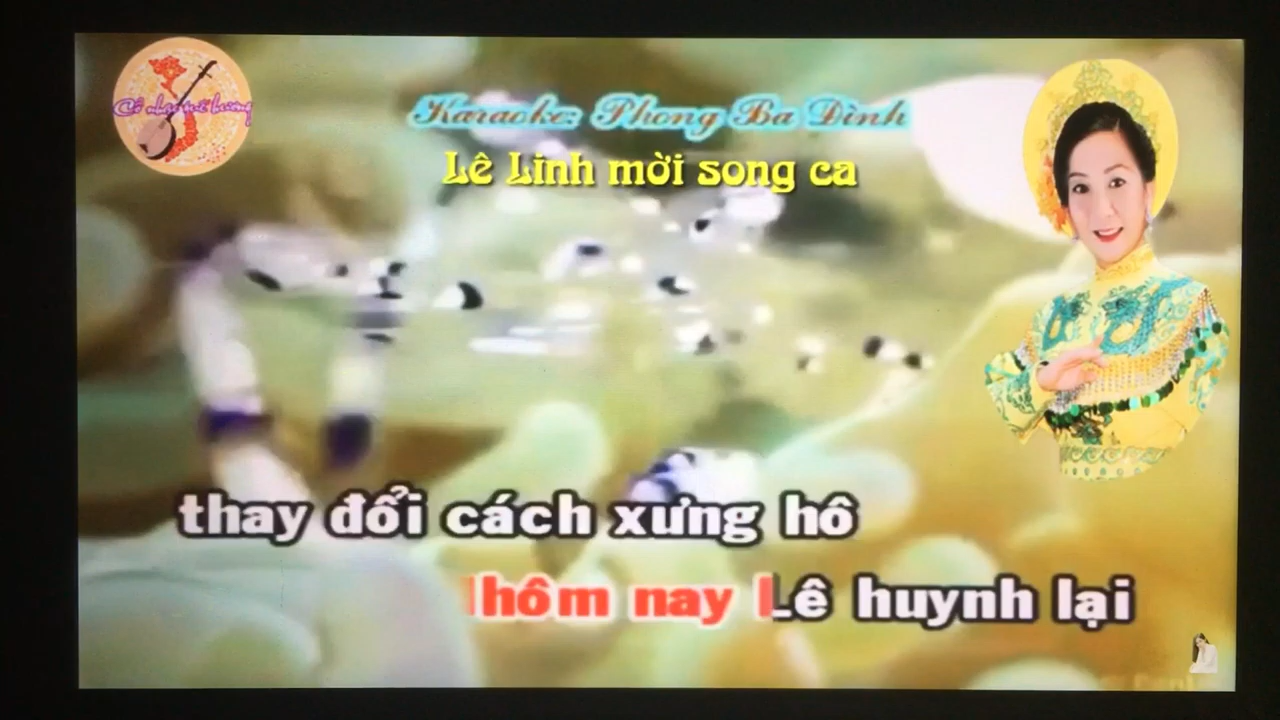 Karaoke: Phong Ba Đình
Lê Linh mời song ca
thay đổi cách xưng hô
hôm nay Lê huynh lại